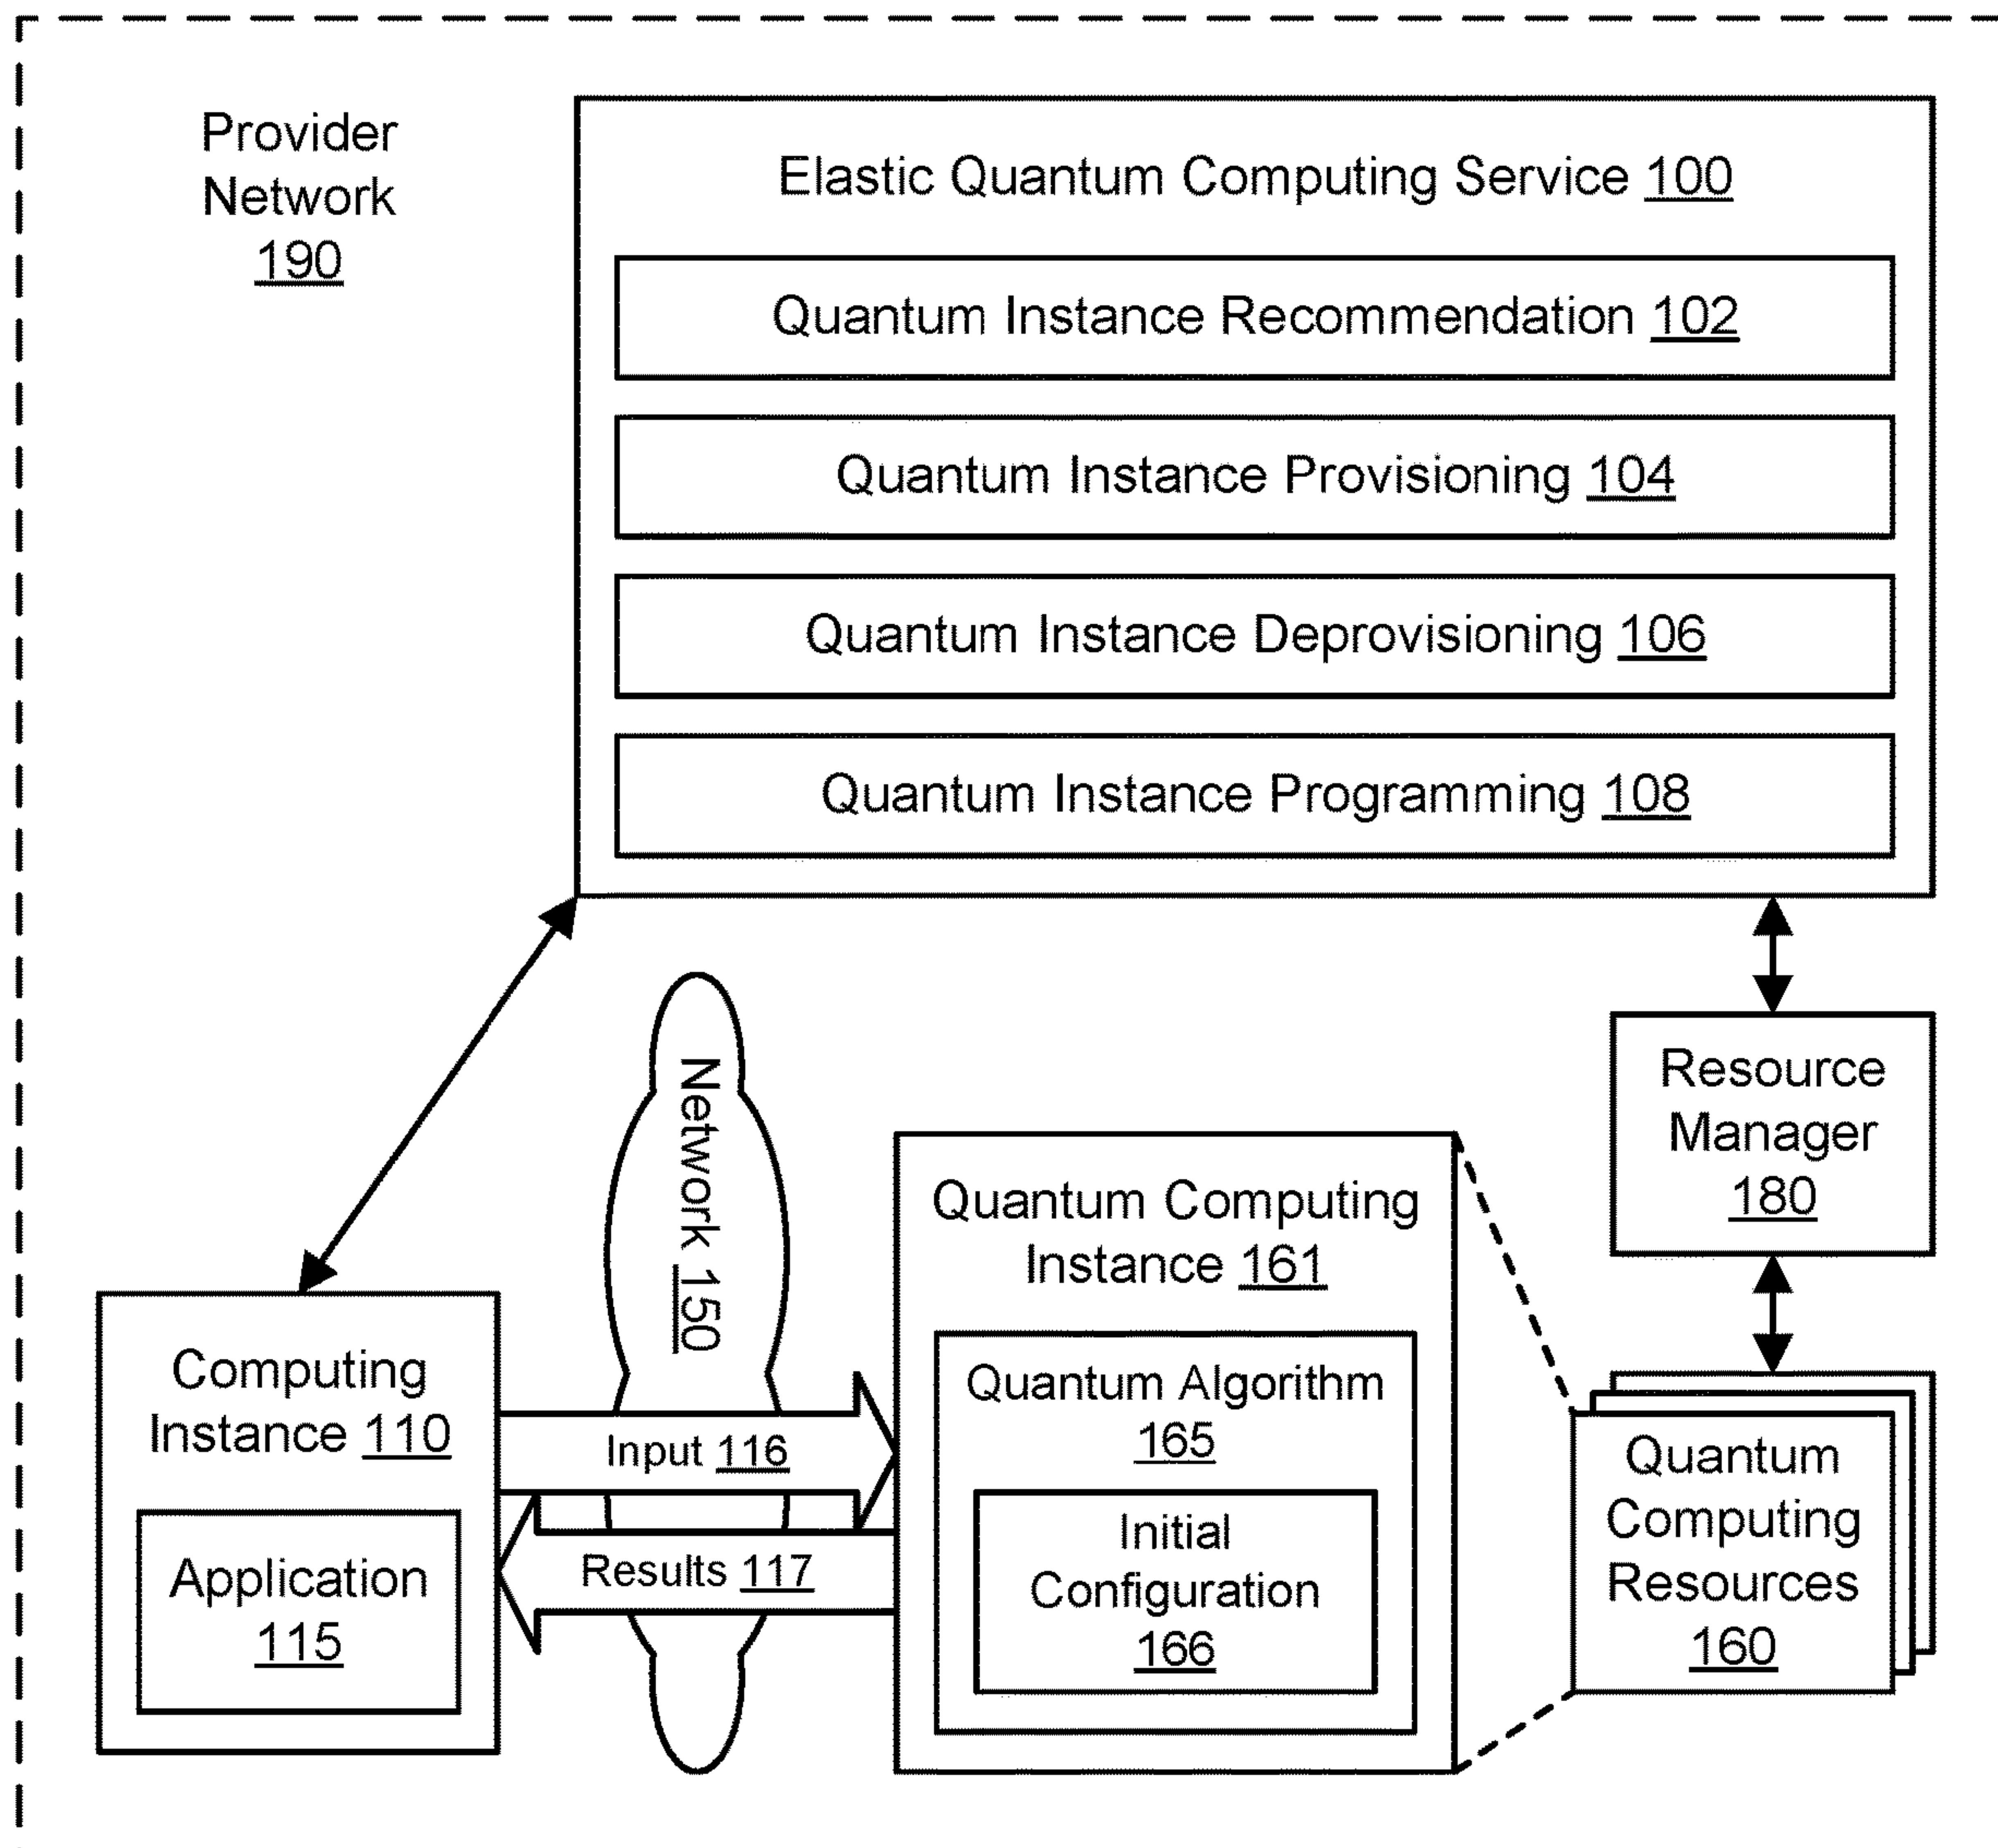 Provider
Network
190
Elastic Quantum Computing Service 100
Quantum Instance Recommendation 102
Quantum Instance Provisioning 104
Quantum Instance Deprovisioning 106
Quantum Instance Programming 108
Network 150
Resource
Manager
180
Quantum Computing
Instance 161
Quantum Algorithm
165
Initial
Configuration
166
Computing
Instance 110
Application
115
Input 116
Results 117
Quantum
Computing
Resources
160